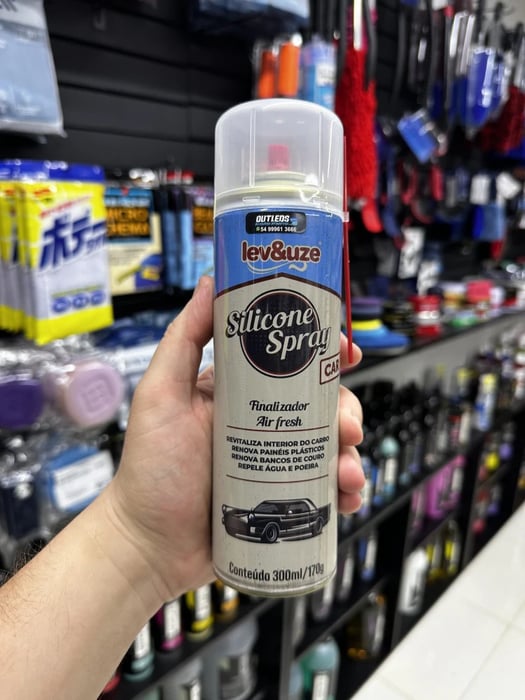 OUTLEDS
54 99961 3666
lev&uze
Silicone
Spray
CAR
Finalizador
Air fresh
REVITALIZA INTERIOR DO CARRO
RENOVA PAINÉIS PLÁSTICOS
RENOVA BANCOS DE COURO
REPELE ÁGUA E POEIRA
Conteúdo 300ml/170g